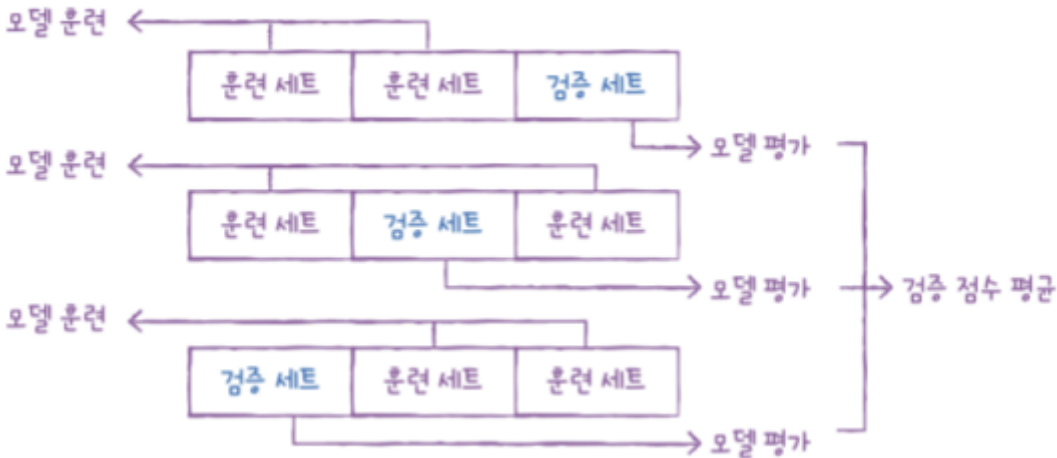 모델 훈련
훈련 세트 훈련 세트 검증 세트
모델 평가
모델 훈련
훈련 세트 검증 세트 훈련 세트
모델 평가 검증 점수 평균
모델 훈련
검증 세트 훈련 세트 훈련 세트
모델 평가